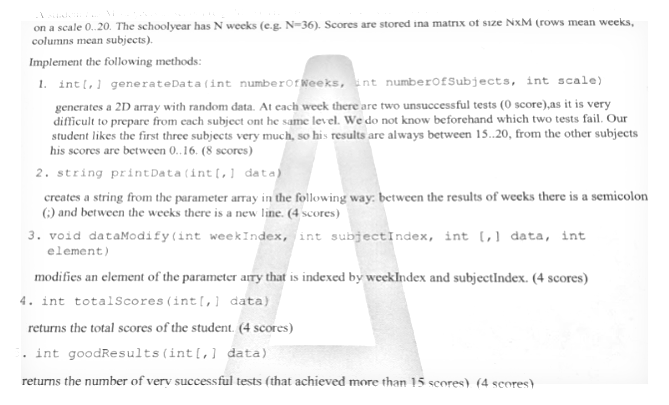 on a scale 0..20. The schoolyear has N weeks (e.g. N=36). Scores are stored ina matrix of size NxM (rows mean weeks,
columns mean subjects).
Implement the following methods:
1. int[,] generateData(int numberOfWeeks, int numberOfSubjects, int scale)
generates a 2D array with random data. At each week there are two unsuccessful tests (0 score),as it is very
difficult to prepare from each subject ont he same level. We do not know beforehand which two tests fail. Our
student likes the first three subjects very much, so his results are always between 15..20, from the other subjects
his scores are between 0..16. (8 scores)
2. string printData(int[,] data)
creates a string from the parameter array in the following way: between the results of weeks there is a semicolon
(;) and between the weeks there is a new line. (4 scores)
3. void dataModify(int weekIndex, int subjectIndex, int [,] data, int
element)
modifies an element of the parameter arry that is indexed by weekIndex and subjectIndex. (4 scores)
4. int totalScores(int[,] data)
returns the total scores of the student. (4 scores)
. int goodResults(int[,] data)
returns the number of very successful tests (that achieved more than 15 scores) (4 scores)